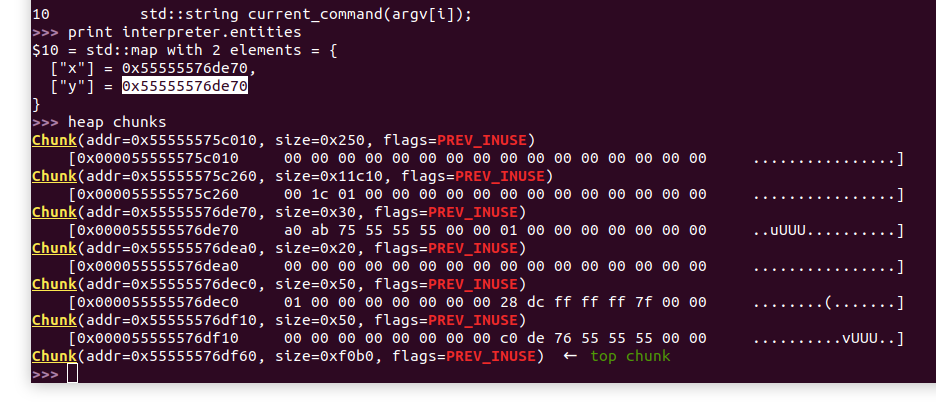 10          std::string current_command(argv[i]);
>>> print interpreter.entities
$10 = std::map with 2 elements = {
  ["x"] = 0x55555576de70,
  ["y"] = 0x55555576de70
}
>>> heap chunks
Chunk(addr=0x55555575c010, size=0x250, flags=PREV_INUSE)
    [0x000055555575c010     00 00 00 00 00 00 00 00 00 00 00 00 00 00 00 00    ................]
Chunk(addr=0x55555575c260, size=0x11c10, flags=PREV_INUSE)
    [0x000055555575c260     00 1c 01 00 00 00 00 00 00 00 00 00 00 00 00 00    ................]
Chunk(addr=0x55555576de70, size=0x30, flags=PREV_INUSE)
    [0x000055555576de70     a0 ab 75 55 55 55 00 00 01 00 00 00 00 00 00 00    ..uUUU..........]
Chunk(addr=0x55555576dea0, size=0x20, flags=PREV_INUSE)
    [0x000055555576dea0     00 00 00 00 00 00 00 00 00 00 00 00 00 00 00 00    ................]
Chunk(addr=0x55555576dec0, size=0x50, flags=PREV_INUSE)
    [0x000055555576dec0     01 00 00 00 00 00 00 00 28 dc ff ff ff 7f 00 00    ........(.......]
Chunk(addr=0x55555576df10, size=0x50, flags=PREV_INUSE)
    [0x000055555576df10     00 00 00 00 00 00 00 00 c0 de 76 55 55 55 00 00    ..........vUUU..]
Chunk(addr=0x55555576df60, size=0xf0b0, flags=PREV_INUSE)  ← top chunk
>>>